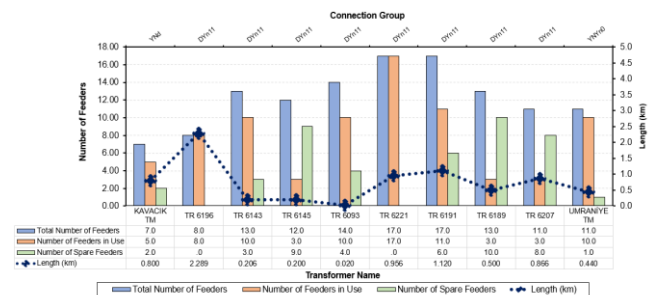 Connection Group
YNd DYn11 DYn11 DYn11 DYn11 DYn11 DYn11 DYn11 DYn11 YNyn0
18.00 5.0
16.00 4.5
14.00 4.0
12.00 3.5
10.00 3.0
8.00 2.5
6.00 2.0
4.00 1.5
2.00 1.0
0.00 0.5
0.0
Number of Feeders
Length (km)
KAVACIK TR 6196 TR 6143 TR 6145 TR 6093 TR 6221 TR 6191 TR 6189 TR 6207 UMRANİYE
TM TM
Total Number of Feeders 7.0 8.0 13.0 12.0 14.0 17.0 17.0 13.0 11.0 11.0
Number of Feeders in Use 5.0 8.0 10.0 3.0 10.0 17.0 11.0 3.0 3.0 10.0
Number of Spare Feeders 2.0 .0 3.0 9.0 4.0 .0 6.0 10.0 8.0 1.0
Length (km) 0.800 2.289 0.206 0.200 0.020 0.956 1.120 0.500 0.866 0.440
Transformer Name
Total Number of Feeders Number of Feeders in Use Number of Spare Feeders Length (km)